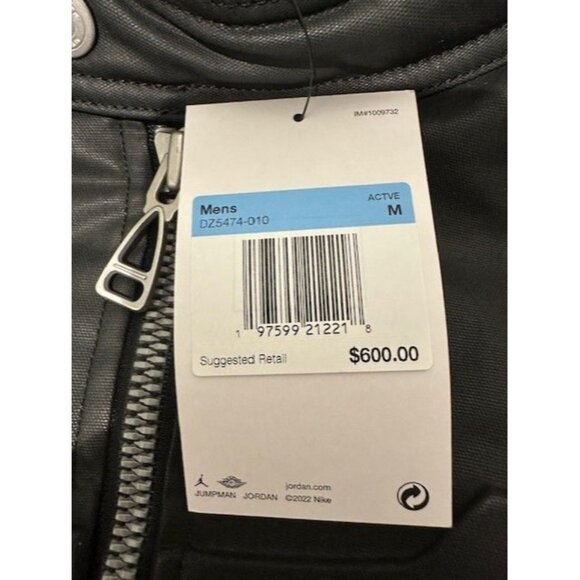 IM#1009732
Mens ACTVE
DZ5474-010 M
1 97599 21221 8
Suggested Retail $600.00
jordan.com
JUMPMAN JORDAN ©2022 Nike